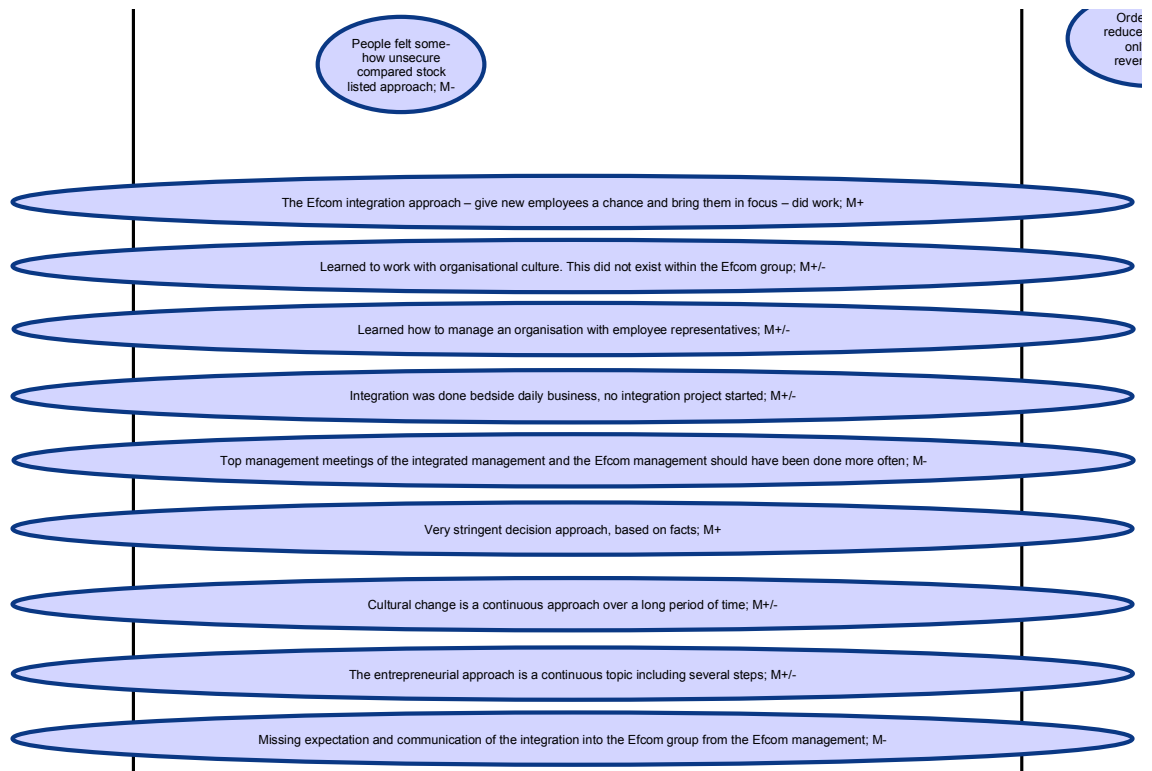 People felt some-
how unsecure
compared stock
listed approach; M-
The Efcom integration approach – give new employees a chance and bring them in focus – did work; M+
Learned to work with organisational culture. This did not exist within the Efcom group; M+/-
Learned how to manage an organisation with employee representatives; M+/-
Integration was done bedside daily business, no integration project started; M+/-
Top management meetings of the integrated management and the Efcom management should have been done more often; M-
Very stringent decision approach, based on facts; M+
Cultural change is a continuous approach over a long period of time; M+/-
The entrepreneurial approach is a continuous topic including several steps; M+/-
Missing expectation and communication of the integration into the Efcom group from the Efcom management; M-